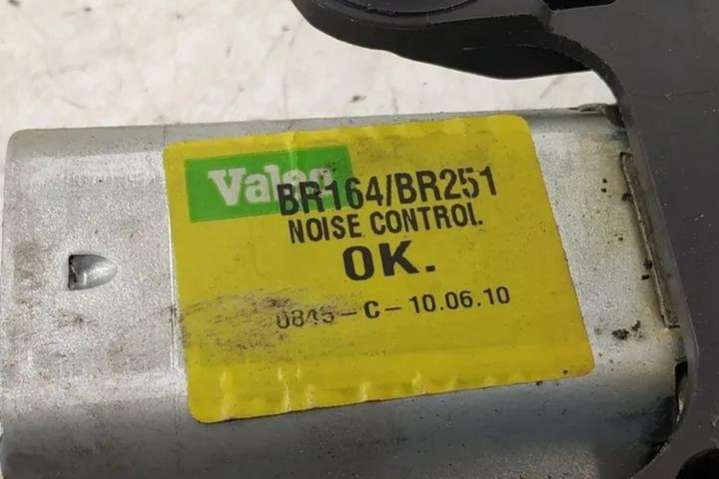 Valeo
BR164/BR251
NOISE CONTROL
OK.
0845-C-10.06.10